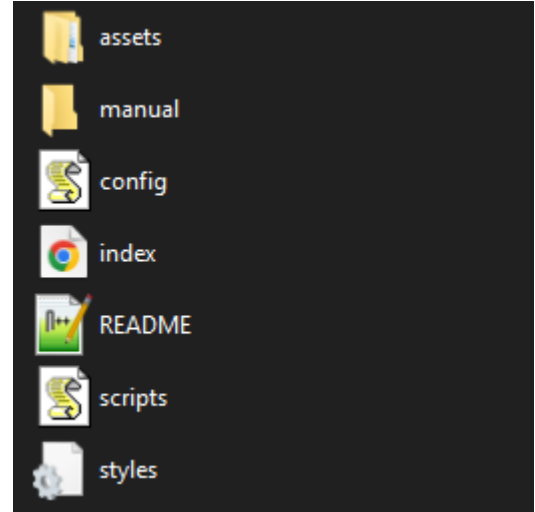 assets
manual
config
index
README
scripts
styles